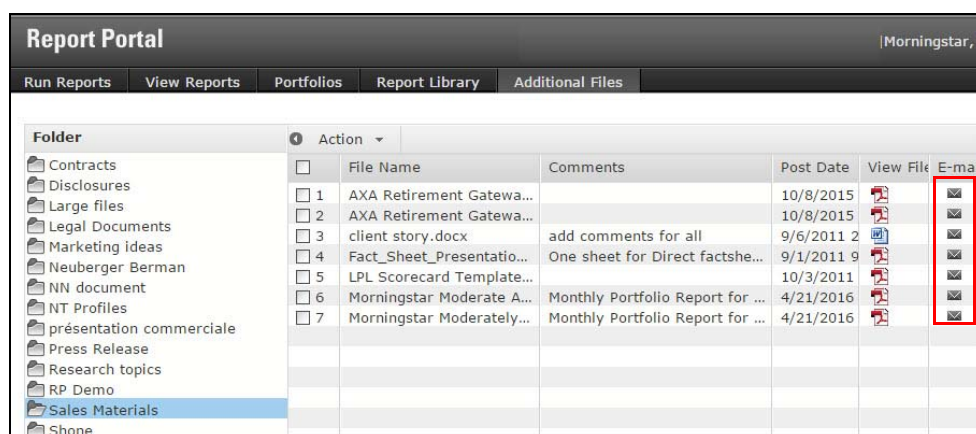 Report Portal
|Morningstar,
Run Reports View Reports Portfolios Report Library Additional Files
Folder
Contracts
Disclosures
Large files
Legal Documents
Marketing ideas
Neuberger Berman
NN document
NT Profiles
présentation commerciale
Press Release
Research topics
RP Demo
Sales Materials
Shope
Action
File Name Comments Post Date View File E-ma
1 AXA Retirement Gatewa... 10/8/2015
2 AXA Retirement Gatewa... 10/8/2015
3 client story.docx add comments for all 9/6/2011 2
4 Fact_Sheet_Presentatio... One sheet for Direct factshe... 9/1/2011 9
5 LPL Scorecard Template... 10/3/2011
6 Morningstar Moderate A... Monthly Portfolio Report for ... 4/21/2016
7 Morningstar Moderately... Monthly Portfolio Report for ... 4/21/2016